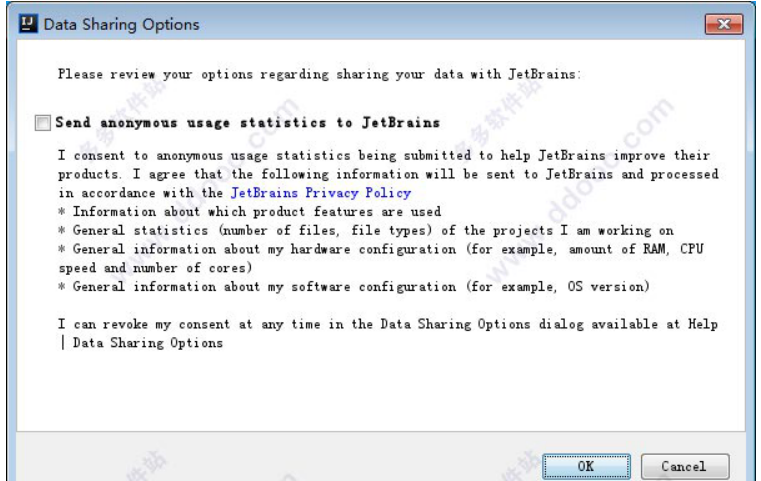 Data Sharing Options
Please review your options regarding sharing your data with JetBrains:
Send anonymous usage statistics to JetBrains
I consent to anonymous usage statistics being submitted to help JetBrains improve their
products. I agree that the following information will be sent to JetBrains and processed
in accordance with the JetBrains Privacy Policy
* Information about which product features are used
* General statistics (number of files, file types) of the projects I am working on
* General information about my hardware configuration (for example, amount of RAM, CPU
speed and number of cores)
* General information about my software configuration (for example, OS version)
I can revoke my consent at any time in the Data Sharing Options dialog available at Help
| Data Sharing Options
OK Cancel